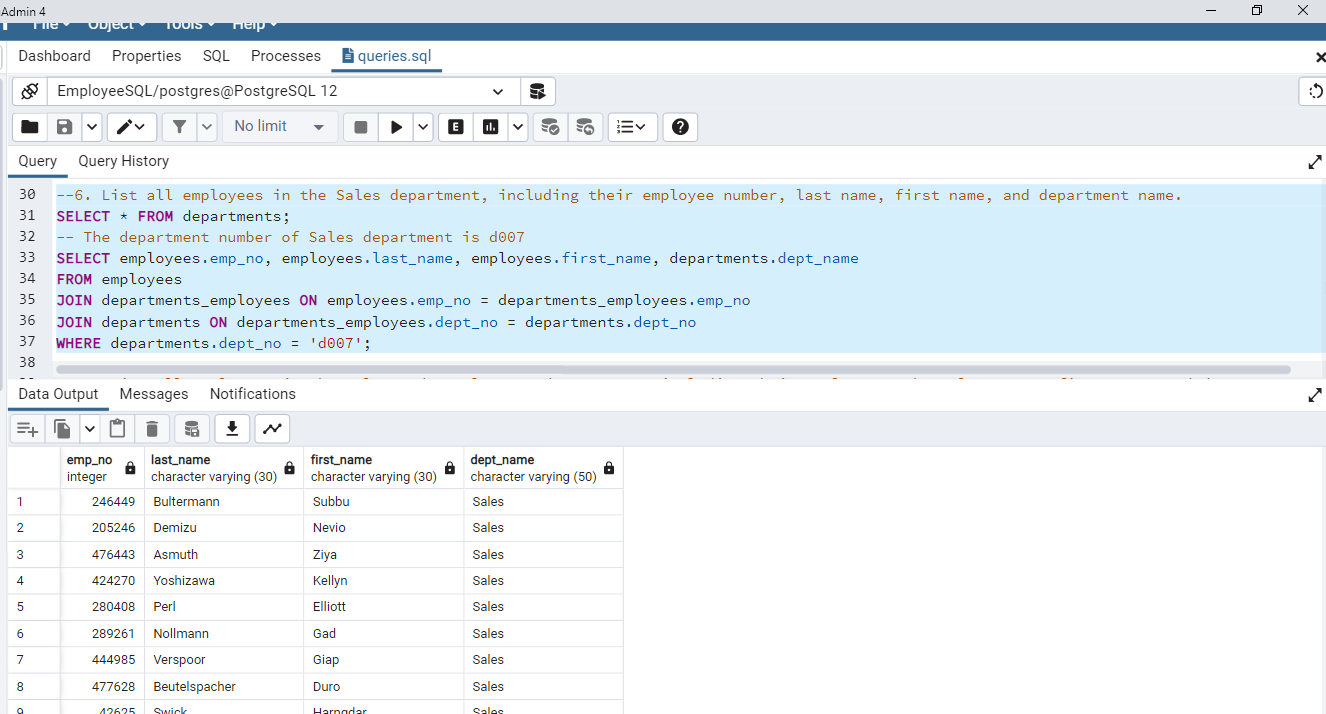 Admin 4
File Object Tools Help
Dashboard Properties SQL Processes queries.sql
EmployeeSQL/postgres@PostgreSQL 12
No limit E
Query Query History
30 --6. List all employees in the Sales department, including their employee number, last name, first name, and department name.
31 SELECT * FROM departments;
32 -- The department number of Sales department is d007
33 SELECT employees.emp_no, employees.last_name, employees.first_name, departments.dept_name
34 FROM employees
35 JOIN departments_employees ON employees.emp_no = departments_employees.emp_no
36 JOIN departments ON departments_employees.dept_no = departments.dept_no
37 WHERE departments.dept_no = 'd007';
38
Data Output Messages Notifications
emp_no last_name first_name dept_name
integer character varying (30) character varying (30) character varying (50)
1 246449 Bultermann Subbu Sales
2 205246 Demizu Nevio Sales
3 476443 Asmuth Ziya Sales
4 424270 Yoshizawa Kellyn Sales
5 280408 Perl Elliott Sales
6 289261 Nollmann Gad Sales
7 444985 Verspoor Giap Sales
8 477628 Beutelspacher Duro Sales
9 42625 Swick Harngdar Sales